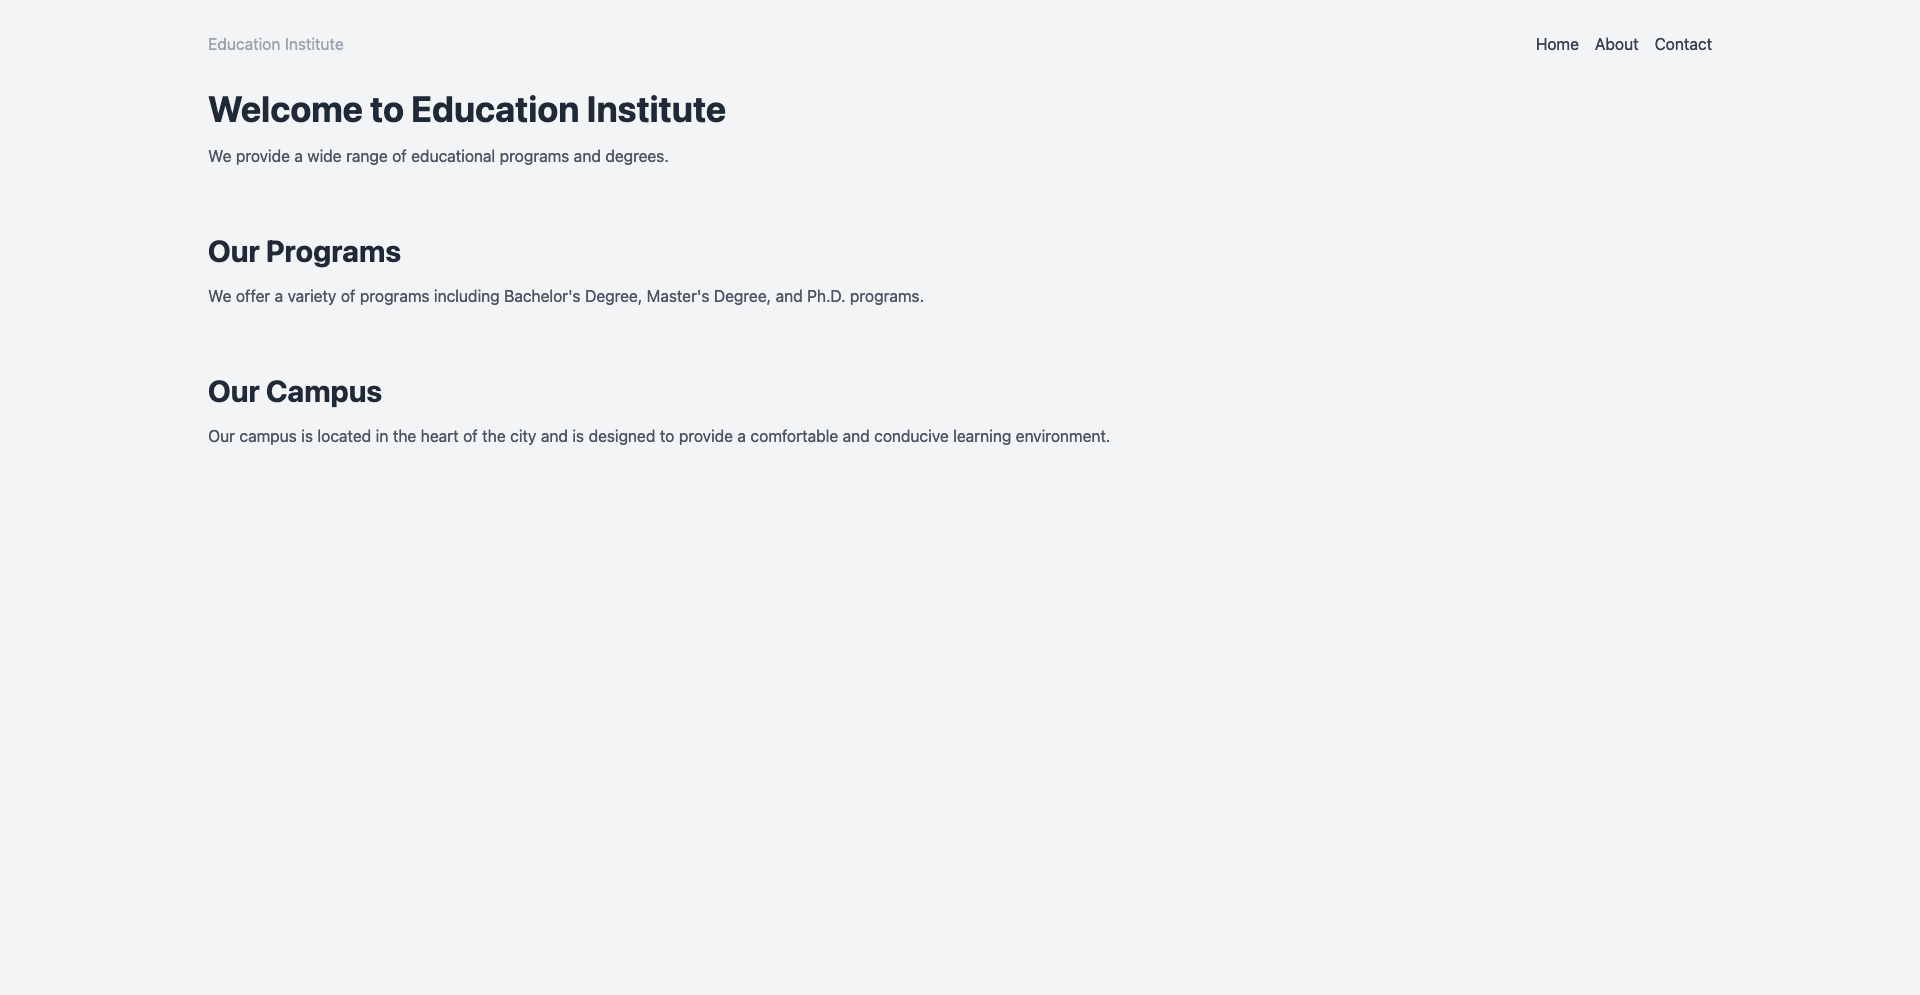 Education Institute
Home About Contact
Welcome to Education Institute
We provide a wide range of educational programs and degrees.
Our Programs
We offer a variety of programs including Bachelor's Degree, Master's Degree, and Ph.D. programs.
Our Campus
Our campus is located in the heart of the city and is designed to provide a comfortable and conducive learning environment.